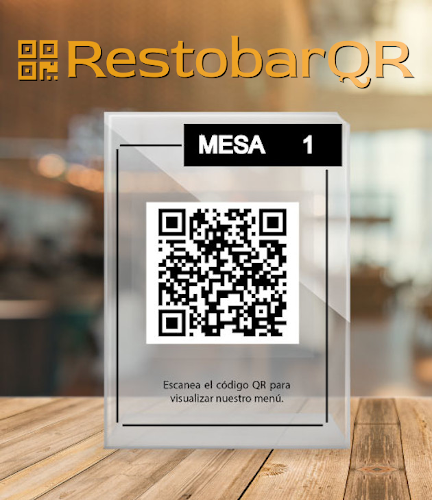 RestobarQR
MESA 1
Escanea el código QR para
visualizar nuestro menú.